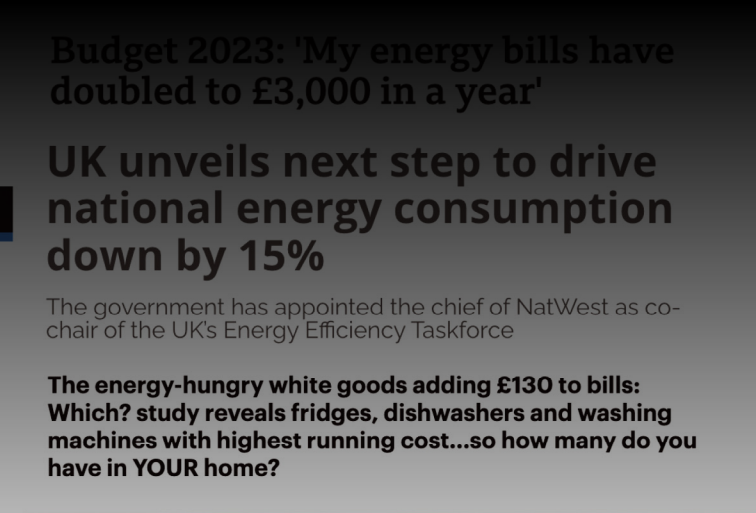 Budget 2023: 'My energy bills have
doubled to £3,000 in a year'
UK unveils next step to drive
national energy consumption
down by 15%
The government has appointed the chief of NatWest as co-
chair of the UK's Energy Efficiency Taskforce
The energy-hungry white goods adding £130 to bills:
Which? study reveals fridges, dishwashers and washing
machines with highest running cost...so how many do you
have in YOUR home?